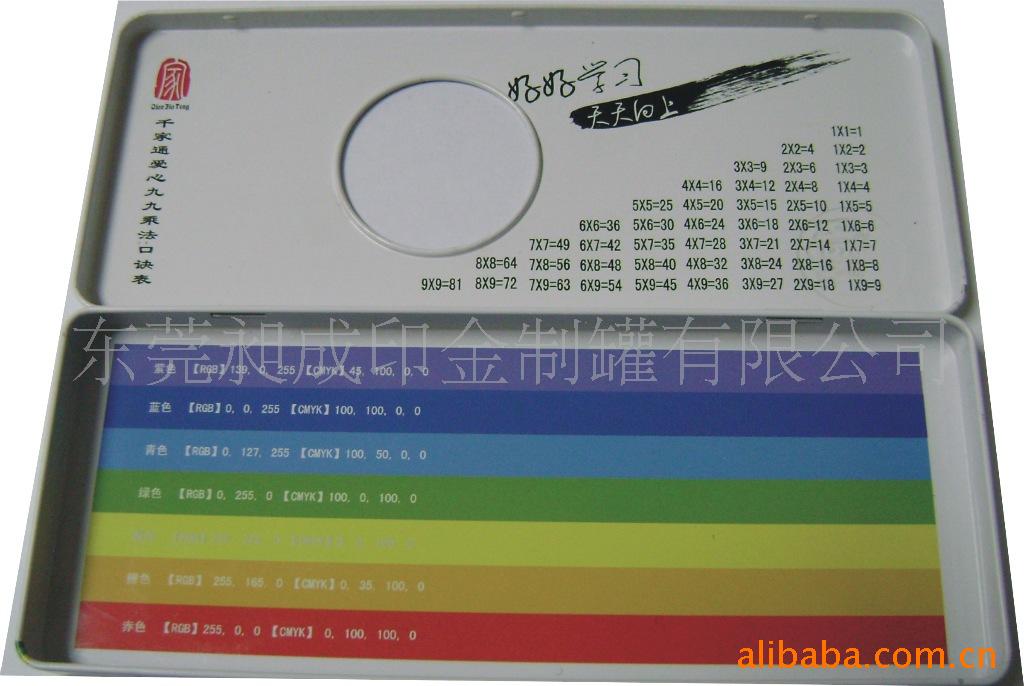 家
Qian Jia Tong
千家通爱心九九乘法口诀表
好好学习
天天向上
1X1=1
2X2=4 1X2=2
3X3=9 2X3=6 1X3=3
4X4=16 3X4=12 2X4=8 1X4=4
5X5=25 4X5=20 3X5=15 2X5=10 1X5=5
6X6=36 5X6=30 4X6=24 3X6=18 2X6=12 1X6=6
7X7=49 6X7=42 5X7=35 4X7=28 3X7=21 2X7=14 1X7=7
8X8=64 7X8=56 6X8=48 5X8=40 4X8=32 3X8=24 2X8=16 1X8=8
9X9=81 8X9=72 7X9=63 6X9=54 5X9=45 4X9=36 3X9=27 2X9=18 1X9=9
东莞昶成印金制罐有限公司
紫色 【RGB】139, 0, 255 【CMYK】45, 100, 0, 0
蓝色 【RGB】0, 0, 255 【CMYK】100, 100, 0, 0
青色 【RGB】0, 127, 255 【CMYK】100, 50, 0, 0
绿色 【RGB】0, 255, 0 【CMYK】100, 0, 100, 0
橙色 【RGB】 255, 165, 0 【CMYK】0, 35, 100, 0
赤色 【RGB】255, 0, 0 【CMYK】 0, 100, 100, 0
alibaba.com.cn